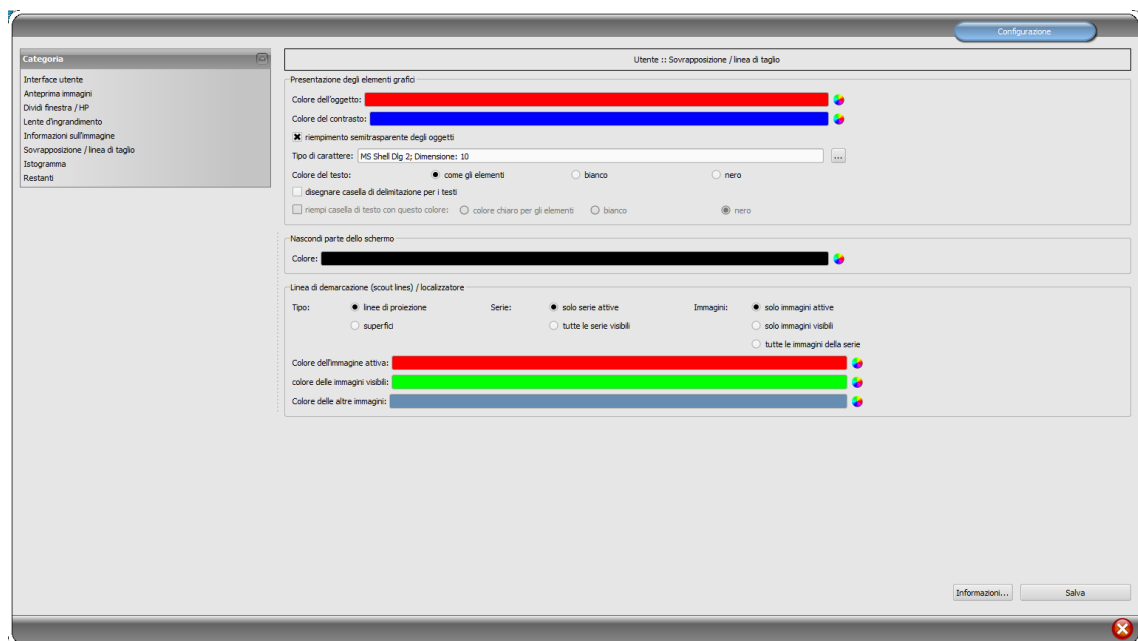 Configurazione
Categoria
Interface utente
Anteprima immagini
Dividi finestra / HP
Lente d'ingrandimento
Informazioni sull'immagine
Sovrapposizione / linea di taglio
Istogramma
Restanti
Utente :: Sovrapposizione / linea di taglio
Presentazione degli elementi grafici
Colore dell'oggetto:
Colore del contrasto:
riempimento semitrasparente degli oggetti
Tipo di carattere: MS Shell Dlg 2; Dimensione: 10 ...
Colore del testo: come gli elementi bianco nero
disegnare casella di delimitazione per i testi
riempi casella di testo con questo colore: colore chiaro per gli elementi bianco nero
Nascondi parte dello schermo
Colore:
Linea di demarcazione (scout lines) / localizzatore
Tipo: linee di proiezione Serie: solo serie attive Immagini: solo immagini attive
superfici tutte le serie visibili solo immagini visibili
tutte le immagini della serie
Colore dell'immagine attiva:
colore delle immagini visibili:
Colore delle altre immagini:
Informazioni... Salva